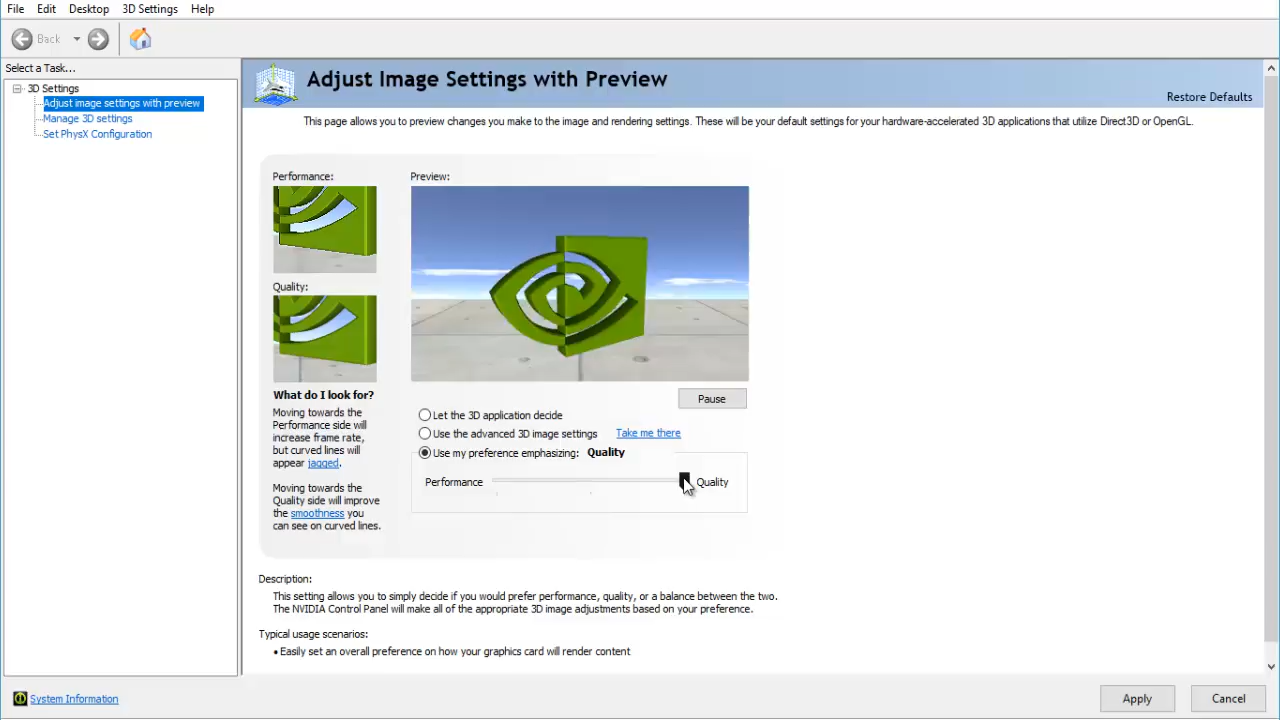 File Edit Desktop 3D Settings Help
Back
Select a Task...
3D Settings
Adjust image settings with preview
Manage 3D settings
Set PhysX Configuration
Adjust Image Settings with Preview
Restore Defaults
This page allows you to preview changes you make to the image and rendering settings. These will be your default settings for your hardware-accelerated 3D applications that utilize Direct3D or OpenGL.
Performance:
Quality:
What do I look for?
Moving towards the
Performance side will
increase frame rate,
but curved lines will
appear jagged.
Moving towards the
Quality side will improve
the smoothness you
can see on curved lines.
Preview:
Pause
Let the 3D application decide
Use the advanced 3D image settings Take me there
Use my preference emphasizing: Quality
Performance Quality
Description:
This setting allows you to simply decide if you would prefer performance, quality, or a balance between the two.
The NVIDIA Control Panel will make all of the appropriate 3D image adjustments based on your preference.
Typical usage scenarios:
• Easily set an overall preference on how your graphics card will render content
System Information
Apply Cancel